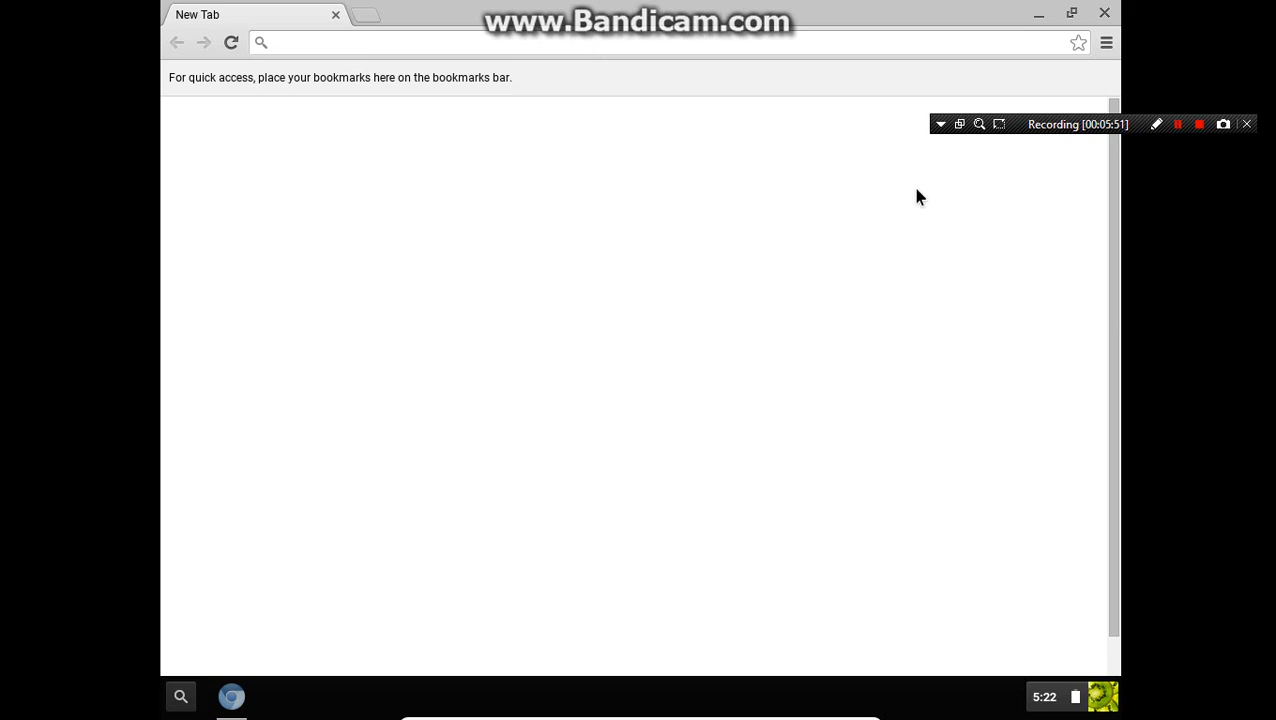 www.Bandicam.com
New Tab
For quick access, place your bookmarks here on the bookmarks bar.
Recording [00:05:51]
5:22